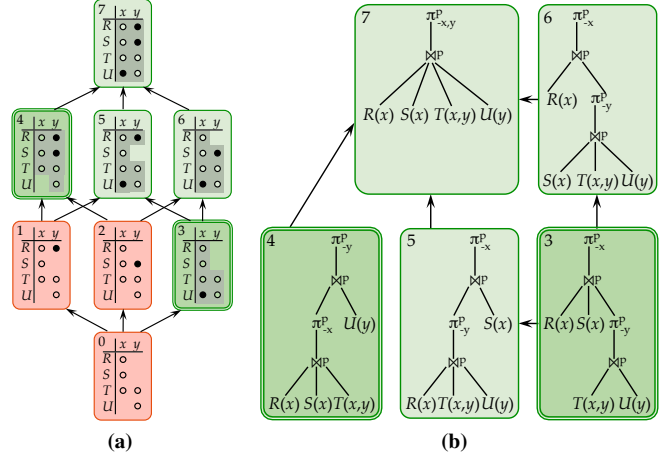 7 x y
R
S
T
U
4 x y
R
S
T
U
5 x y
R
S
T
U
6 x y
R
S
T
U
1 x y
R
S
T
U
2 x y
R
S
T
U
3 x y
R
S
T
U
0 x y
R
S
T
U
(a)
7
π^P_-x,y
⋈^P
R(x) S(x) T(x,y) U(y)
6
π^P_-x
⋈^P
R(x) π^P_-y
⋈^P
S(x) T(x,y) U(y)
4
π^P_-y
⋈^P
π^P_-x U(y)
⋈^P
R(x) S(x) T(x,y)
5
π^P_-x
⋈^P
π^P_-y S(x)
⋈^P
R(x) T(x,y) U(y)
3
π^P_-x
⋈^P
R(x) S(x) π^P_-y
⋈^P
T(x,y) U(y)
(b)